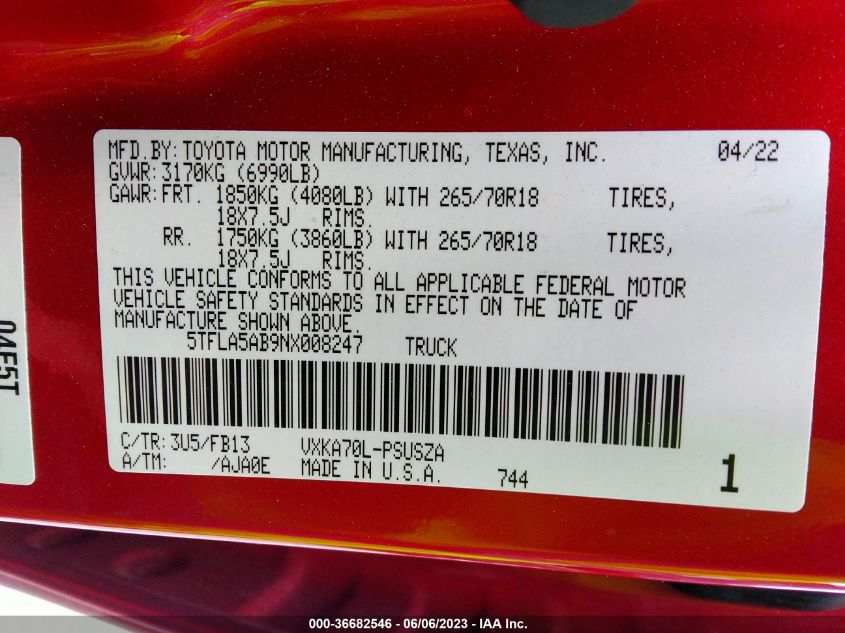 MFD.BY:TOYOTA MOTOR MANUFACTURING, TEXAS, INC. 04/22
GVWR:3170KG (6990LB)
GAWR:FRT. 1850KG (4080LB) WITH 265/70R18 TIRES,
18X7.5J RIMS.
RR. 1750KG (3860LB) WITH 265/70R18 TIRES,
18X7.5J RIMS.
THIS VEHICLE CONFORMS TO ALL APPLICABLE FEDERAL MOTOR
VEHICLE SAFETY STANDARDS IN EFFECT ON THE DATE OF
MANUFACTURE SHOWN ABOVE.
5TFLA5AB9NX008247 TRUCK
C/TR:3U5/FB13 VXKA70L-PSUSZA
A/TM: /AJA0E MADE IN U.S.A. 744 1
04E5T
000-36682546 - 06/06/2023 - IAA Inc.